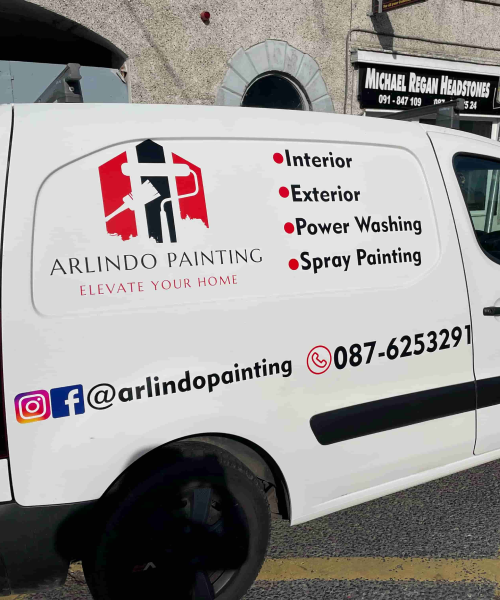 MICHAEL REGAN HEADSTONES
091 - 847 109
ARLINDO PAINTING
ELEVATE YOUR HOME
Interior
Exterior
Power Washing
Spray Painting
@arlindopainting
087-6253291